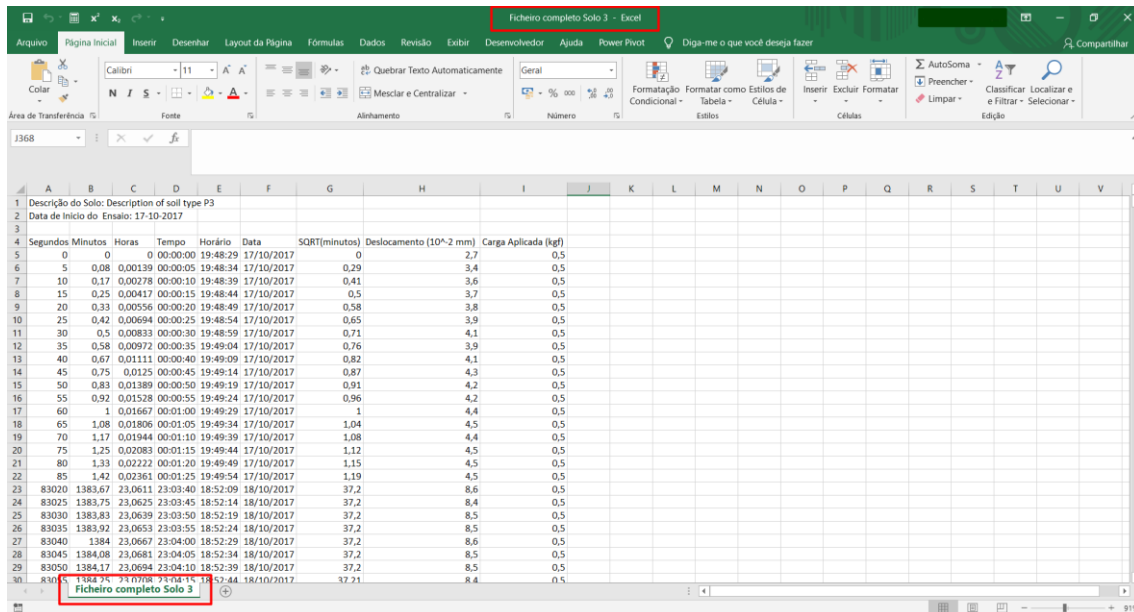 Ficheiro completo Solo 3 - Excel
Arquivo Página Inicial Inserir Desenhar Layout da Página Fórmulas Dados Revisão Exibir Desenvolvedor Ajuda Power Pivot Diga-me o que você deseja fazer Compartilhar
Colar Calibri 11 Quebrar Texto Automaticamente Geral Formatação Condicional Formatar como Tabela Estilos de Célula Inserir Excluir Formatar AutoSoma Preencher Limpar Classificar e Filtrar Localizar e Selecionar
N I S Mesclar e Centralizar % 000
Área de Transferência Fonte Alinhamento Número Estilos Células Edição
J368 fx
A B C D E F G H I J K L M N O P Q R S T U V
1 Descrição do Solo: Description of soil type P3
2 Data de Inicio do Ensaio: 17-10-2017
3
4 Segundos Minutos Horas Tempo Horário Data SQRT(minutos) Deslocamento (10^-2 mm) Carga Aplicada (kgf)
5 0 0 0 00:00:00 19:48:29 17/10/2017 0 2,7 0,5
6 5 0,08 0,00139 00:00:05 19:48:34 17/10/2017 0,29 3,4 0,5
7 10 0,17 0,00278 00:00:10 19:48:39 17/10/2017 0,41 3,6 0,5
8 15 0,25 0,00417 00:00:15 19:48:44 17/10/2017 0,5 3,7 0,5
9 20 0,33 0,00556 00:00:20 19:48:49 17/10/2017 0,58 3,8 0,5
10 25 0,42 0,00694 00:00:25 19:48:54 17/10/2017 0,65 3,9 0,5
11 30 0,5 0,00833 00:00:30 19:48:59 17/10/2017 0,71 4,1 0,5
12 35 0,58 0,00972 00:00:35 19:49:04 17/10/2017 0,76 3,9 0,5
13 40 0,67 0,01111 00:00:40 19:49:09 17/10/2017 0,82 4,1 0,5
14 45 0,75 0,0125 00:00:45 19:49:14 17/10/2017 0,87 4,3 0,5
15 50 0,83 0,01389 00:00:50 19:49:19 17/10/2017 0,91 4,2 0,5
16 55 0,92 0,01528 00:00:55 19:49:24 17/10/2017 0,96 4,2 0,5
17 60 1 0,01667 00:01:00 19:49:29 17/10/2017 1 4,4 0,5
18 65 1,08 0,01806 00:01:05 19:49:34 17/10/2017 1,04 4,5 0,5
19 70 1,17 0,01944 00:01:10 19:49:39 17/10/2017 1,08 4,4 0,5
20 75 1,25 0,02083 00:01:15 19:49:44 17/10/2017 1,12 4,5 0,5
21 80 1,33 0,02222 00:01:20 19:49:49 17/10/2017 1,15 4,5 0,5
22 85 1,42 0,02361 00:01:25 19:49:54 17/10/2017 1,19 4,5 0,5
23 83020 1383,67 23,0611 23:03:40 18:52:09 18/10/2017 37,2 8,6 0,5
24 83025 1383,75 23,0625 23:03:45 18:52:14 18/10/2017 37,2 8,4 0,5
25 83030 1383,83 23,0639 23:03:50 18:52:19 18/10/2017 37,2 8,5 0,5
26 83035 1383,92 23,0653 23:03:55 18:52:24 18/10/2017 37,2 8,5 0,5
27 83040 1384 23,0667 23:04:00 18:52:29 18/10/2017 37,2 8,6 0,5
28 83045 1384,08 23,0681 23:04:05 18:52:34 18/10/2017 37,2 8,5 0,5
29 83050 1384,17 23,0694 23:04:10 18:52:39 18/10/2017 37,2 8,5 0,5
30 83055 1384,25 23,0708 23:04:15 18:52:44 18/10/2017 37,21 8,4 0,5
Ficheiro completo Solo 3